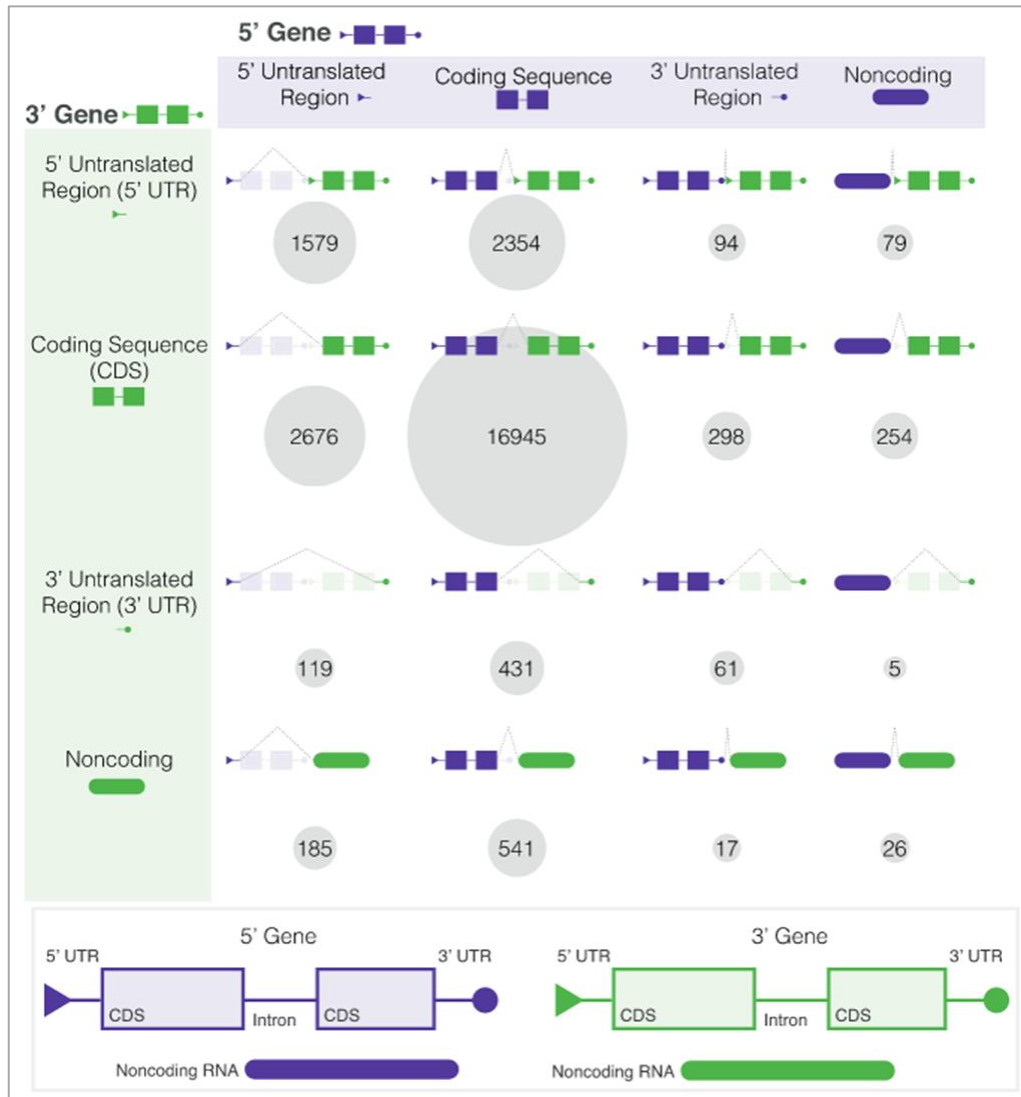 5’ Gene
5’ Untranslated
Region
Coding Sequence
3’ Untranslated
Region
Noncoding
3’ Gene
5’ Untranslated
Region (5’ UTR)
1579
2354
94
79
Coding Sequence
(CDS)
2676
16945
298
254
3’ Untranslated
Region (3’ UTR)
119
431
61
5
Noncoding
185
541
17
26
5’ Gene
5’ UTR
3’ UTR
CDS
Intron
CDS
Noncoding RNA
3’ Gene
5’ UTR
3’ UTR
CDS
Intron
CDS
Noncoding RNA